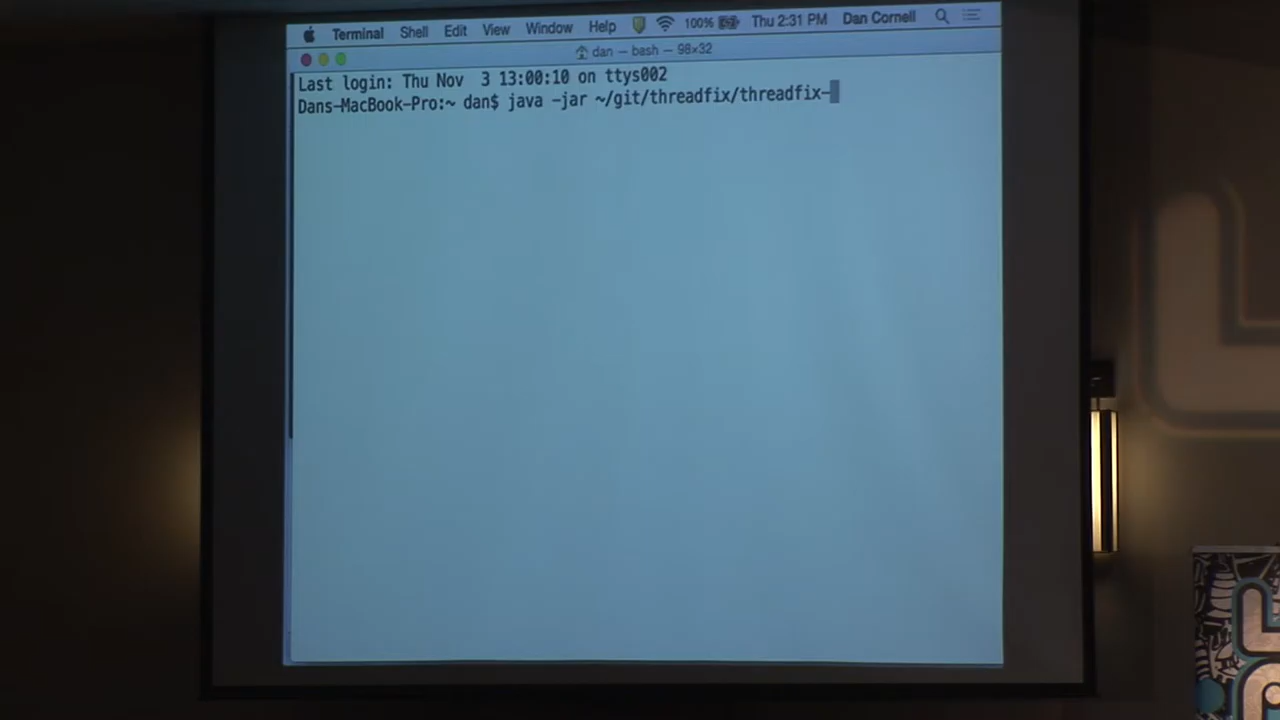 Terminal Shell Edit View Window Help 100% Thu 2:31 PM Dan Cornell
dan — bash — 98×32
Last login: Thu Nov  3 13:00:10 on ttys002
Dans-MacBook-Pro:~ dan$ java -jar ~/git/threadfix/threadfix-